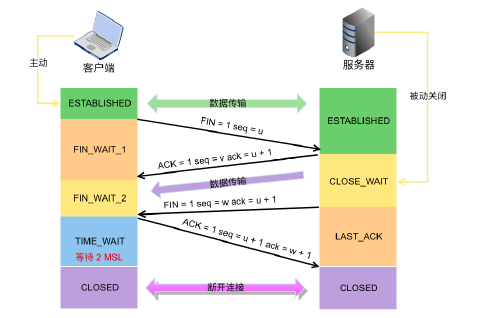 客户端
服务器
主动
被动关闭
ESTABLISHED
数据传输
ESTABLISHED
FIN = 1 seq = u
FIN_WAIT_1
ACK = 1 seq = v ack = u + 1
数据传输
CLOSE_WAIT
FIN_WAIT_2
FIN = 1 seq = w ack = u + 1
ACK = 1 seq = u + 1 ack = w + 1
TIME_WAIT
等待 2 MSL
LAST_ACK
CLOSED
断开连接
CLOSED